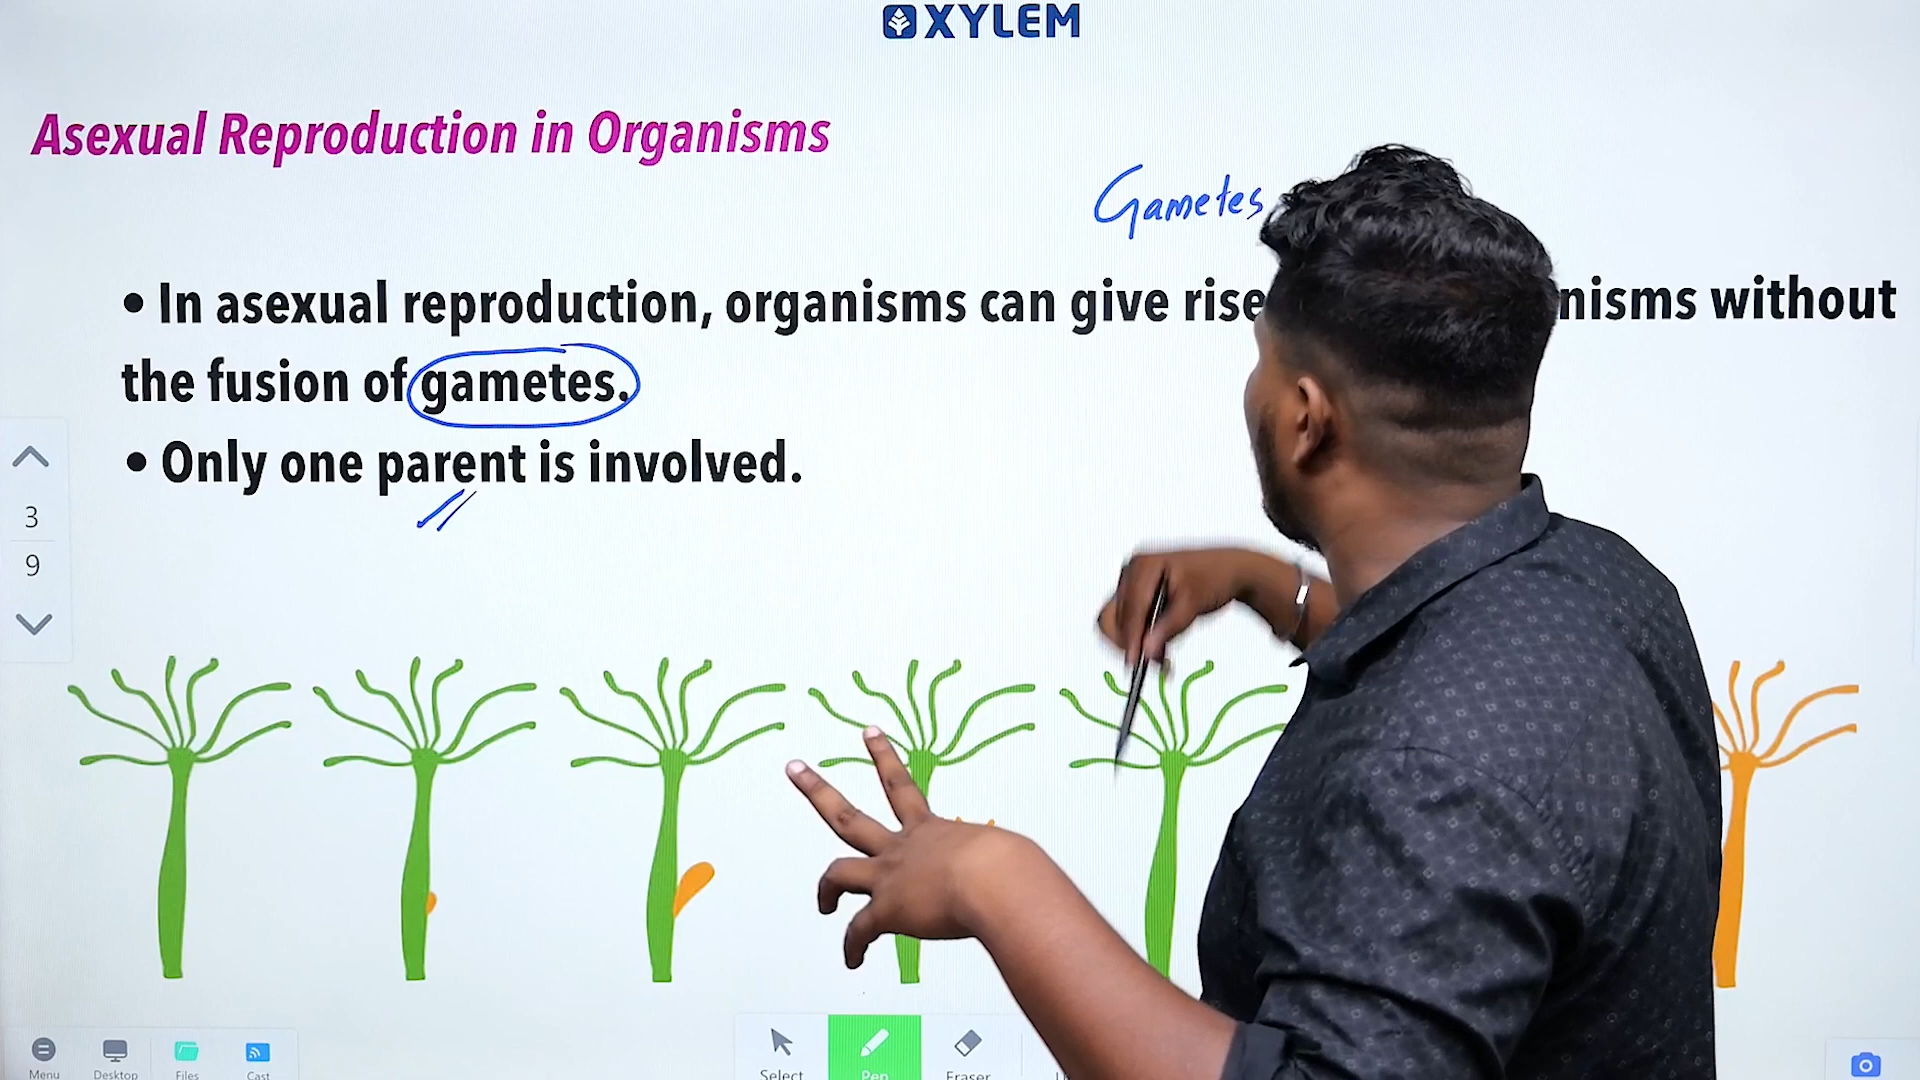 XYLEM
Asexual Reproduction in Organisms
Gametes
• In asexual reproduction, organisms can give rise nisms without
the fusion of gametes.
• Only one parent is involved.
3
9
Menu
Desktop
Files
Cast
Select
Pen
Eraser